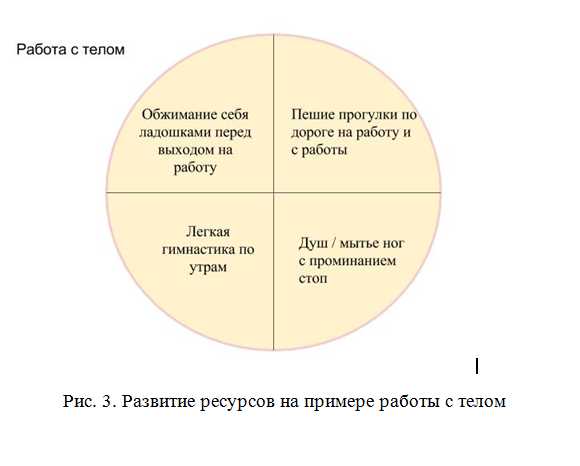 Работа с телом
Обжимание себя
ладошками перед
выходом на
работу
Пешие прогулки по
дороге на работу и
с работы
Легкая
гимнастика по
утрам
Душ / мытье ног
с проминанием
стоп
Рис. 3. Развитие ресурсов на примере работы с телом